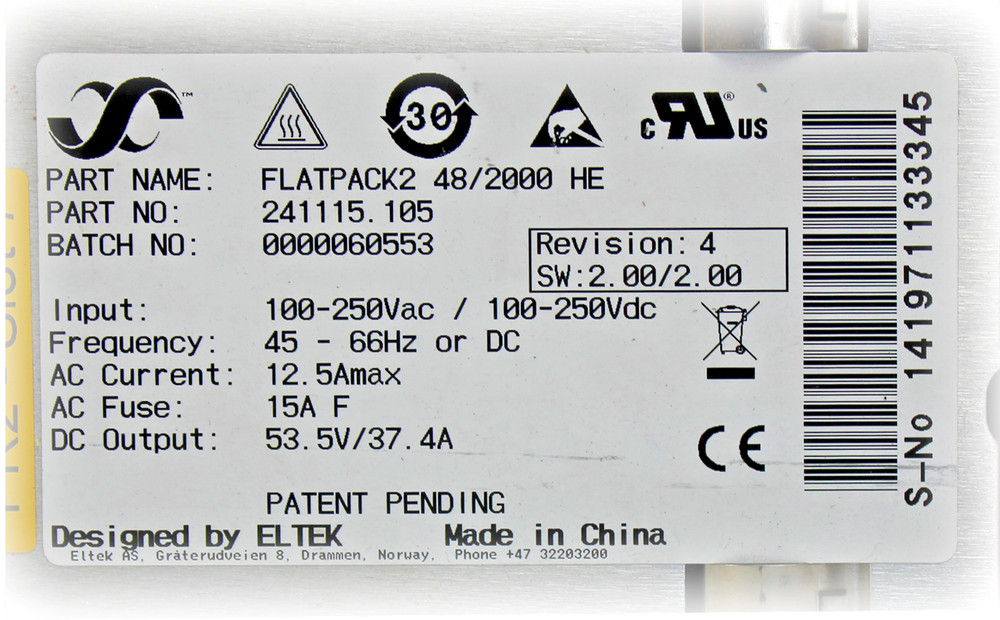 ™
30
c RU ® US
PART NAME: FLATPACK2 48/2000 HE
PART NO: 241115.105
BATCH NO: 0000060553
Revision: 4
SW:2.00/2.00
Input: 100-250Vac / 100-250Vdc
Frequency: 45 - 66Hz or DC
AC Current: 12.5Amax
AC Fuse: 15A F
DC Output: 53.5V/37.4A
CE
PATENT PENDING
Designed by ELTEK Made in China
Eltek AS, Gråterudveien 8, Drammen, Norway, Phone +47 32203200
S-No 141971133345